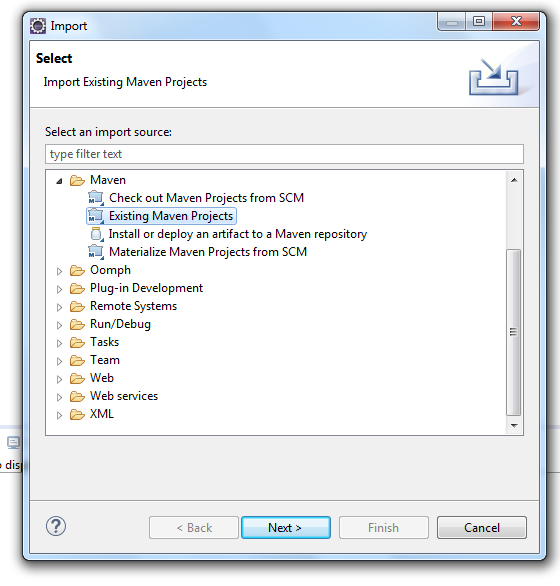 Import
Select
Import Existing Maven Projects
Select an import source:
type filter text
Maven
Check out Maven Projects from SCM
Existing Maven Projects
Install or deploy an artifact to a Maven repository
Materialize Maven Projects from SCM
Oomph
Plug-in Development
Remote Systems
Run/Debug
Tasks
Team
Web
Web services
XML
< Back
Next >
Finish
Cancel